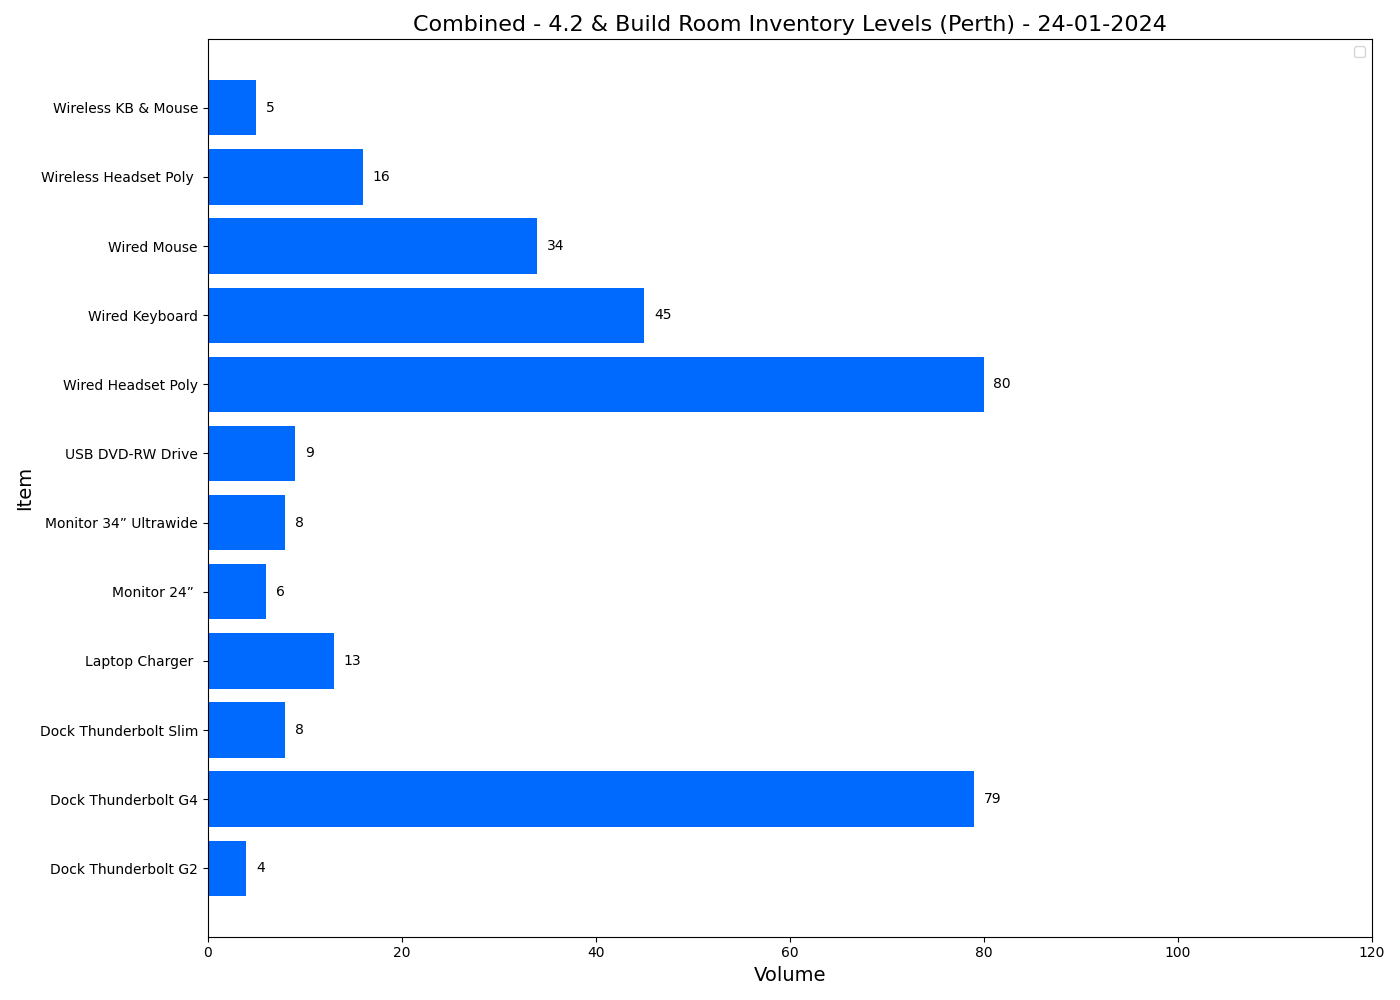 Combined - 4.2 & Build Room Inventory Levels (Perth) - 24-01-2024
Wireless KB & Mouse 5
Wireless Headset Poly 16
Wired Mouse 34
Wired Keyboard 45
Wired Headset Poly 80
USB DVD-RW Drive 9
Monitor 34” Ultrawide 8
Monitor 24” 6
Laptop Charger 13
Dock Thunderbolt Slim 8
Dock Thunderbolt G4 79
Dock Thunderbolt G2 4
Item
0 20 40 60 80 100 120
Volume